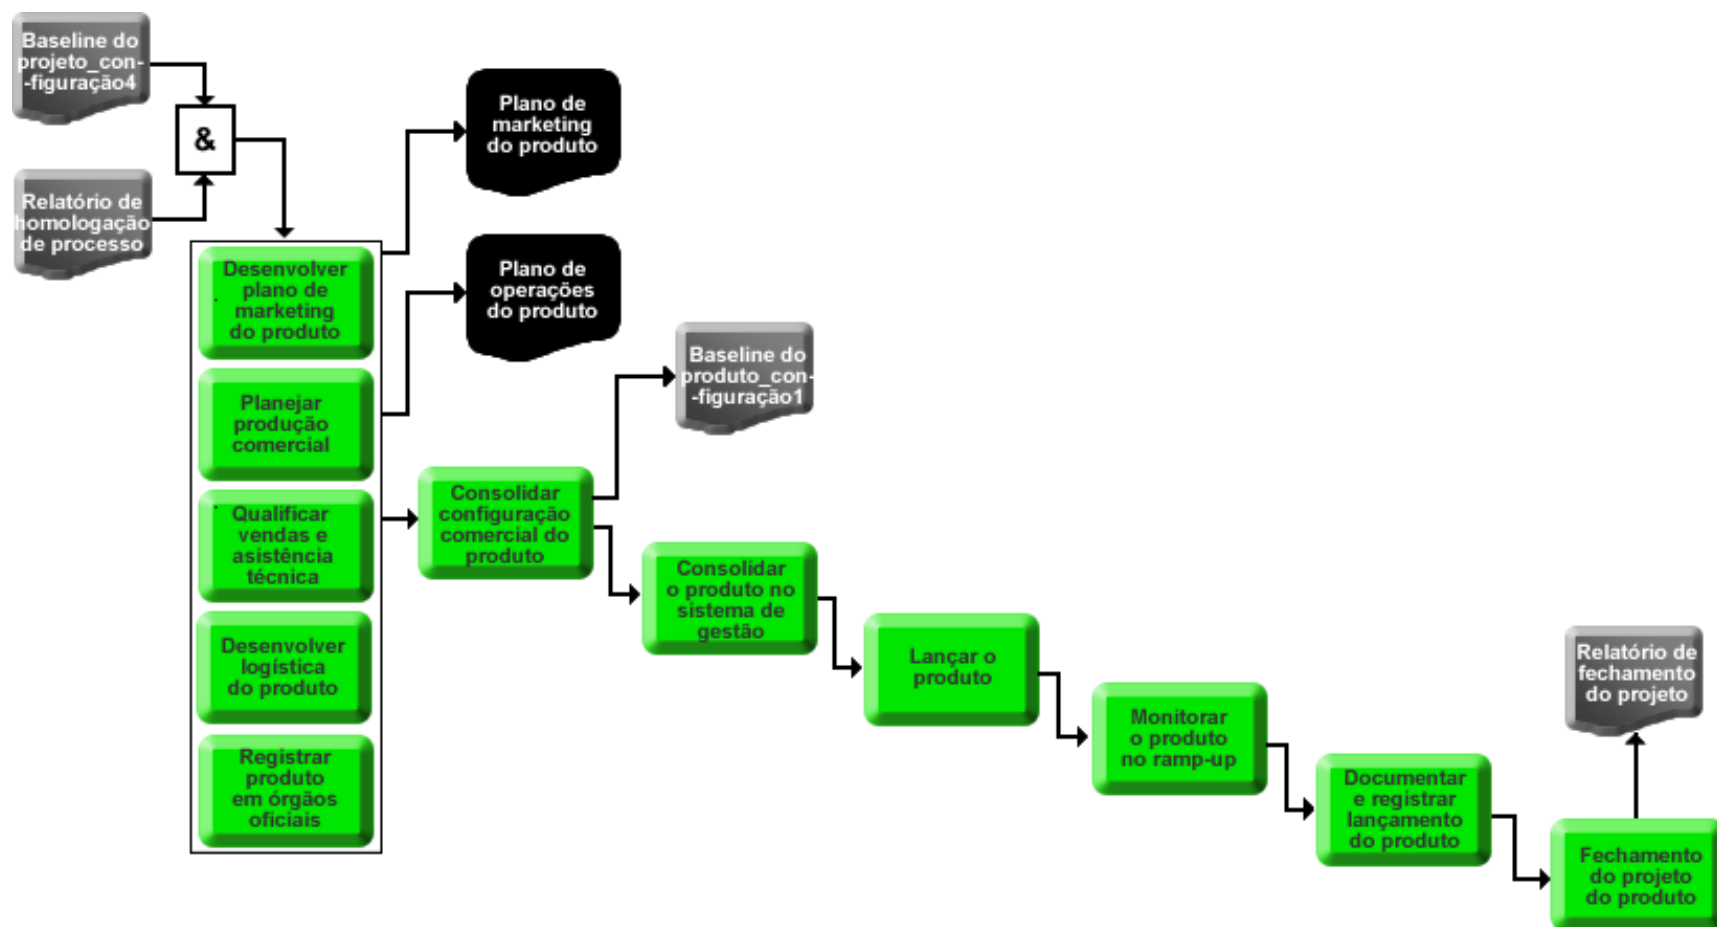 Baseline do
projeto_con-
-figuração4
&
Relatório de
homologação
de processo
Plano de
marketing
do produto
Plano de
operações
do produto
Desenvolver
plano de
marketing
do produto
Planejar
produção
comercial
Qualificar
vendas e
asistência
técnica
Desenvolver
logística
do produto
Registrar
produto
em órgãos
oficiais
Baseline do
produto_con-
-figuração1
Consolidar
configuração
comercial do
produto
Consolidar
o produto no
sistema de
gestão
Lançar o
produto
Monitorar
o produto
no ramp-up
Documentar
e registrar
lançamento
do produto
Relatório de
fechamento
do projeto
Fechamento
do projeto
do produto